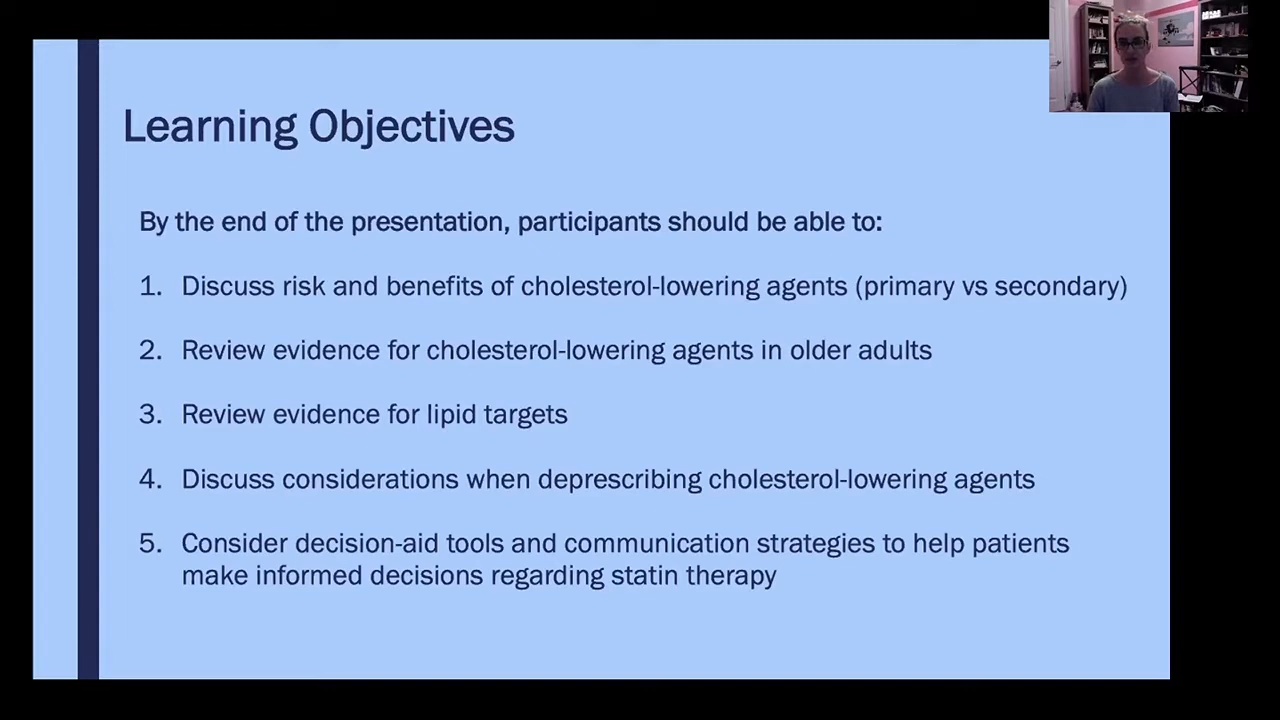 Learning Objectives
By the end of the presentation, participants should be able to:
1. Discuss risk and benefits of cholesterol-lowering agents (primary vs secondary)
2. Review evidence for cholesterol-lowering agents in older adults
3. Review evidence for lipid targets
4. Discuss considerations when deprescribing cholesterol-lowering agents
5. Consider decision-aid tools and communication strategies to help patients
make informed decisions regarding statin therapy